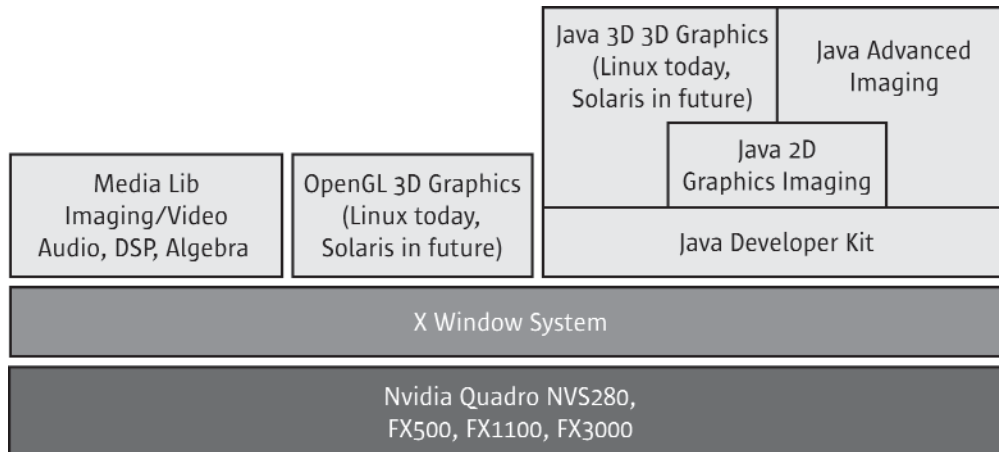 Java 3D 3D Graphics
(Linux today,
Solaris in future)
Java Advanced
Imaging
Java 2D
Graphics Imaging
Media Lib
Imaging/Video
Audio, DSP, Algebra
OpenGL 3D Graphics
(Linux today,
Solaris in future)
Java Developer Kit
X Window System
Nvidia Quadro NVS280,
FX500, FX1100, FX3000